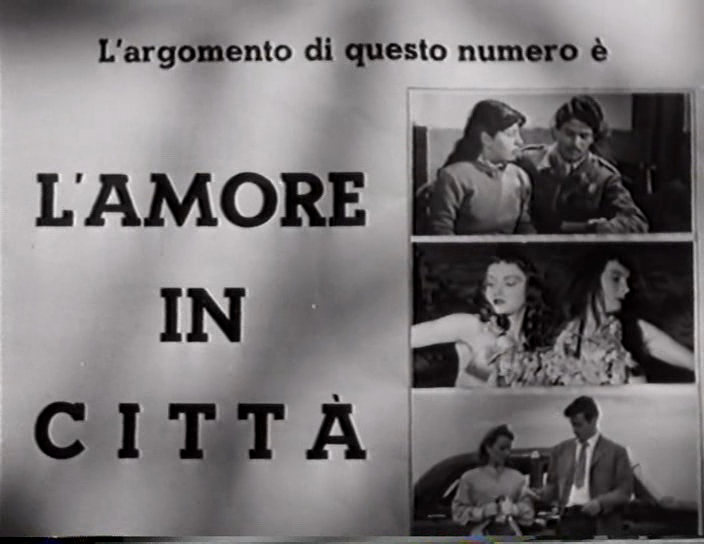 L'argomento di questo numero è
L'AMORE
IN
CITTÀ